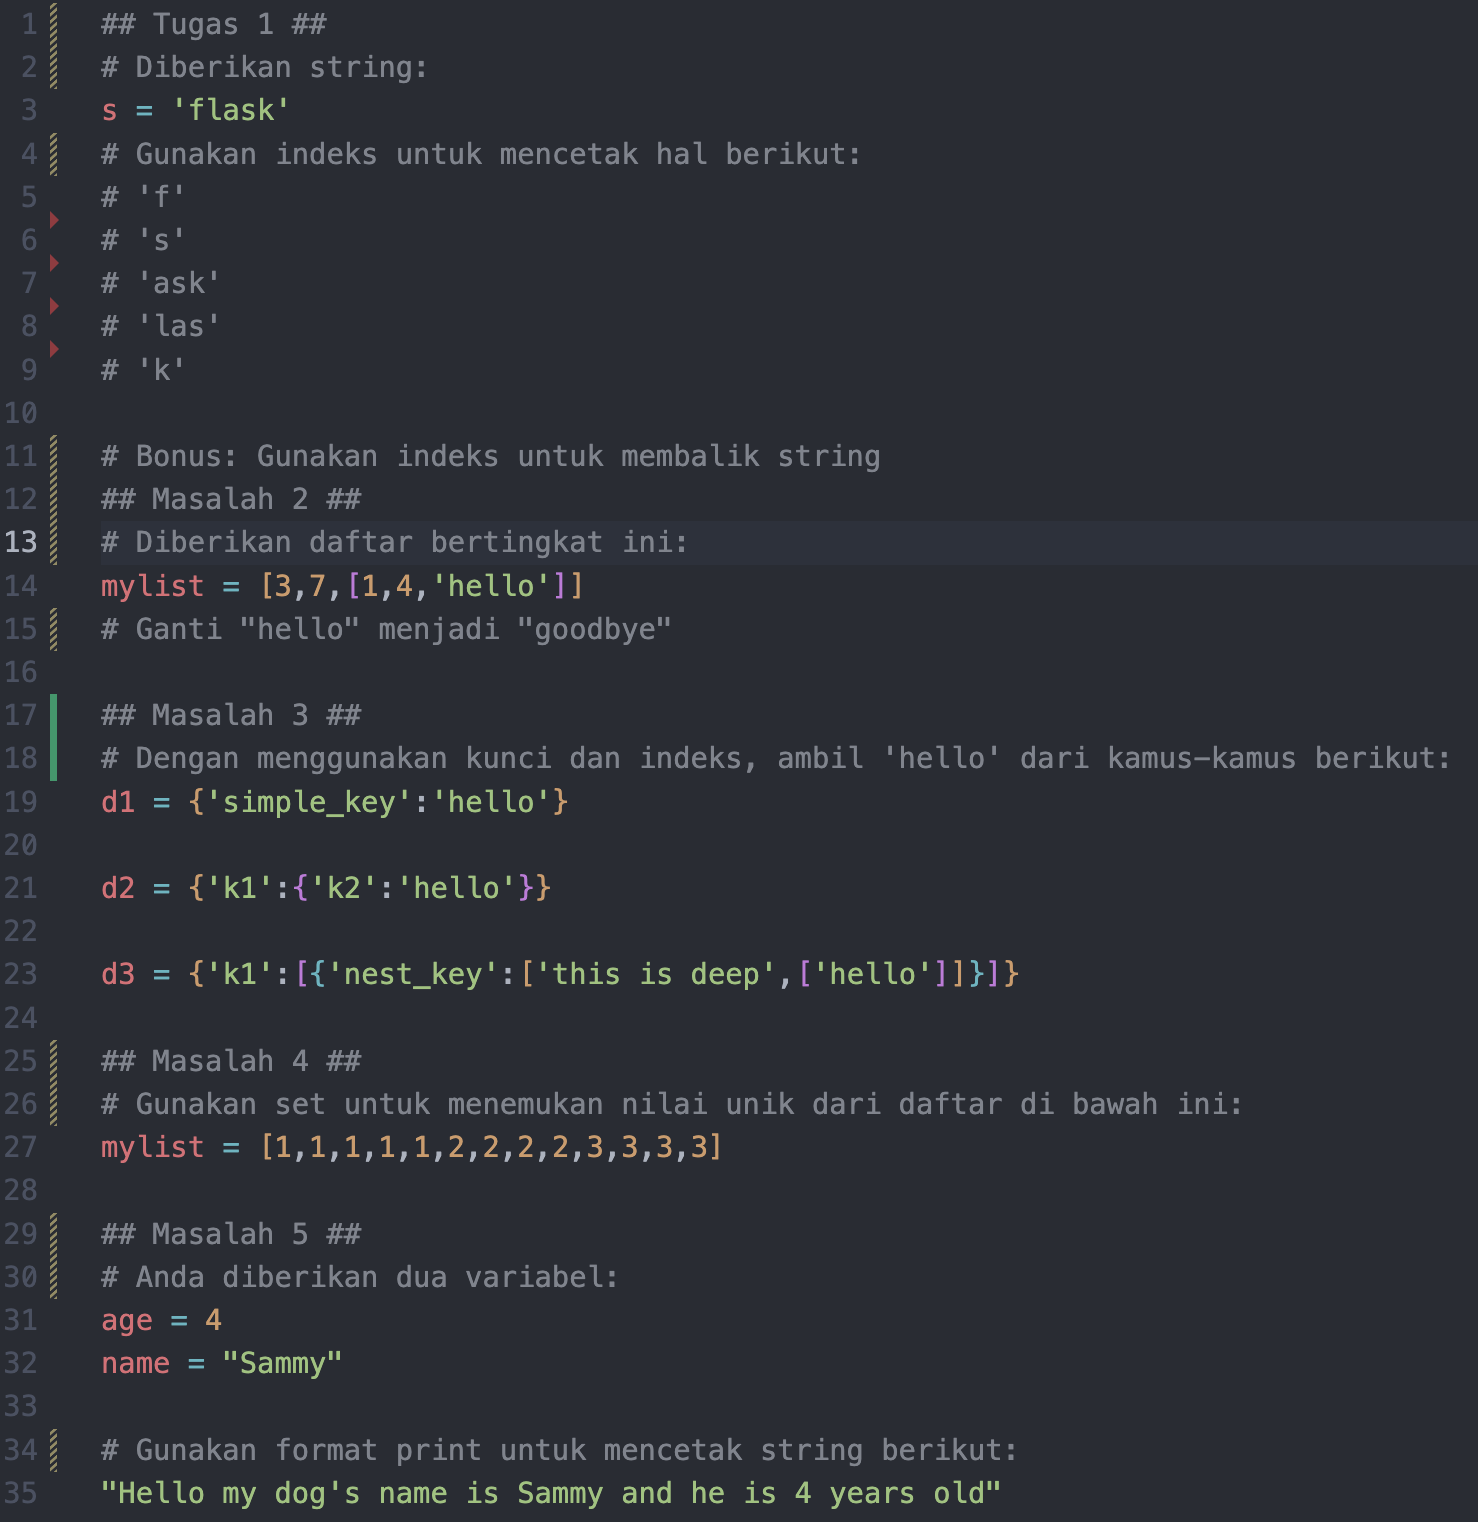 1 ## Tugas 1 ##
2 # Diberikan string:
3 s = 'flask'
4 # Gunakan indeks untuk mencetak hal berikut:
5 # 'f'
6 # 's'
7 # 'ask'
8 # 'las'
9 # 'k'
10
11 # Bonus: Gunakan indeks untuk membalik string
12 ## Masalah 2 ##
13 # Diberikan daftar bertingkat ini:
14 mylist = [3,7,[1,4,'hello']]
15 # Ganti "hello" menjadi "goodbye"
16
17 ## Masalah 3 ##
18 # Dengan menggunakan kunci dan indeks, ambil 'hello' dari kamus-kamus berikut:
19 d1 = {'simple_key':'hello'}
20
21 d2 = {'k1':{'k2':'hello'}}
22
23 d3 = {'k1':[{'nest_key':['this is deep',['hello']]}]}
24
25 ## Masalah 4 ##
26 # Gunakan set untuk menemukan nilai unik dari daftar di bawah ini:
27 mylist = [1,1,1,1,1,2,2,2,2,3,3,3,3]
28
29 ## Masalah 5 ##
30 # Anda diberikan dua variabel:
31 age = 4
32 name = "Sammy"
33
34 # Gunakan format print untuk mencetak string berikut:
35 "Hello my dog's name is Sammy and he is 4 years old"